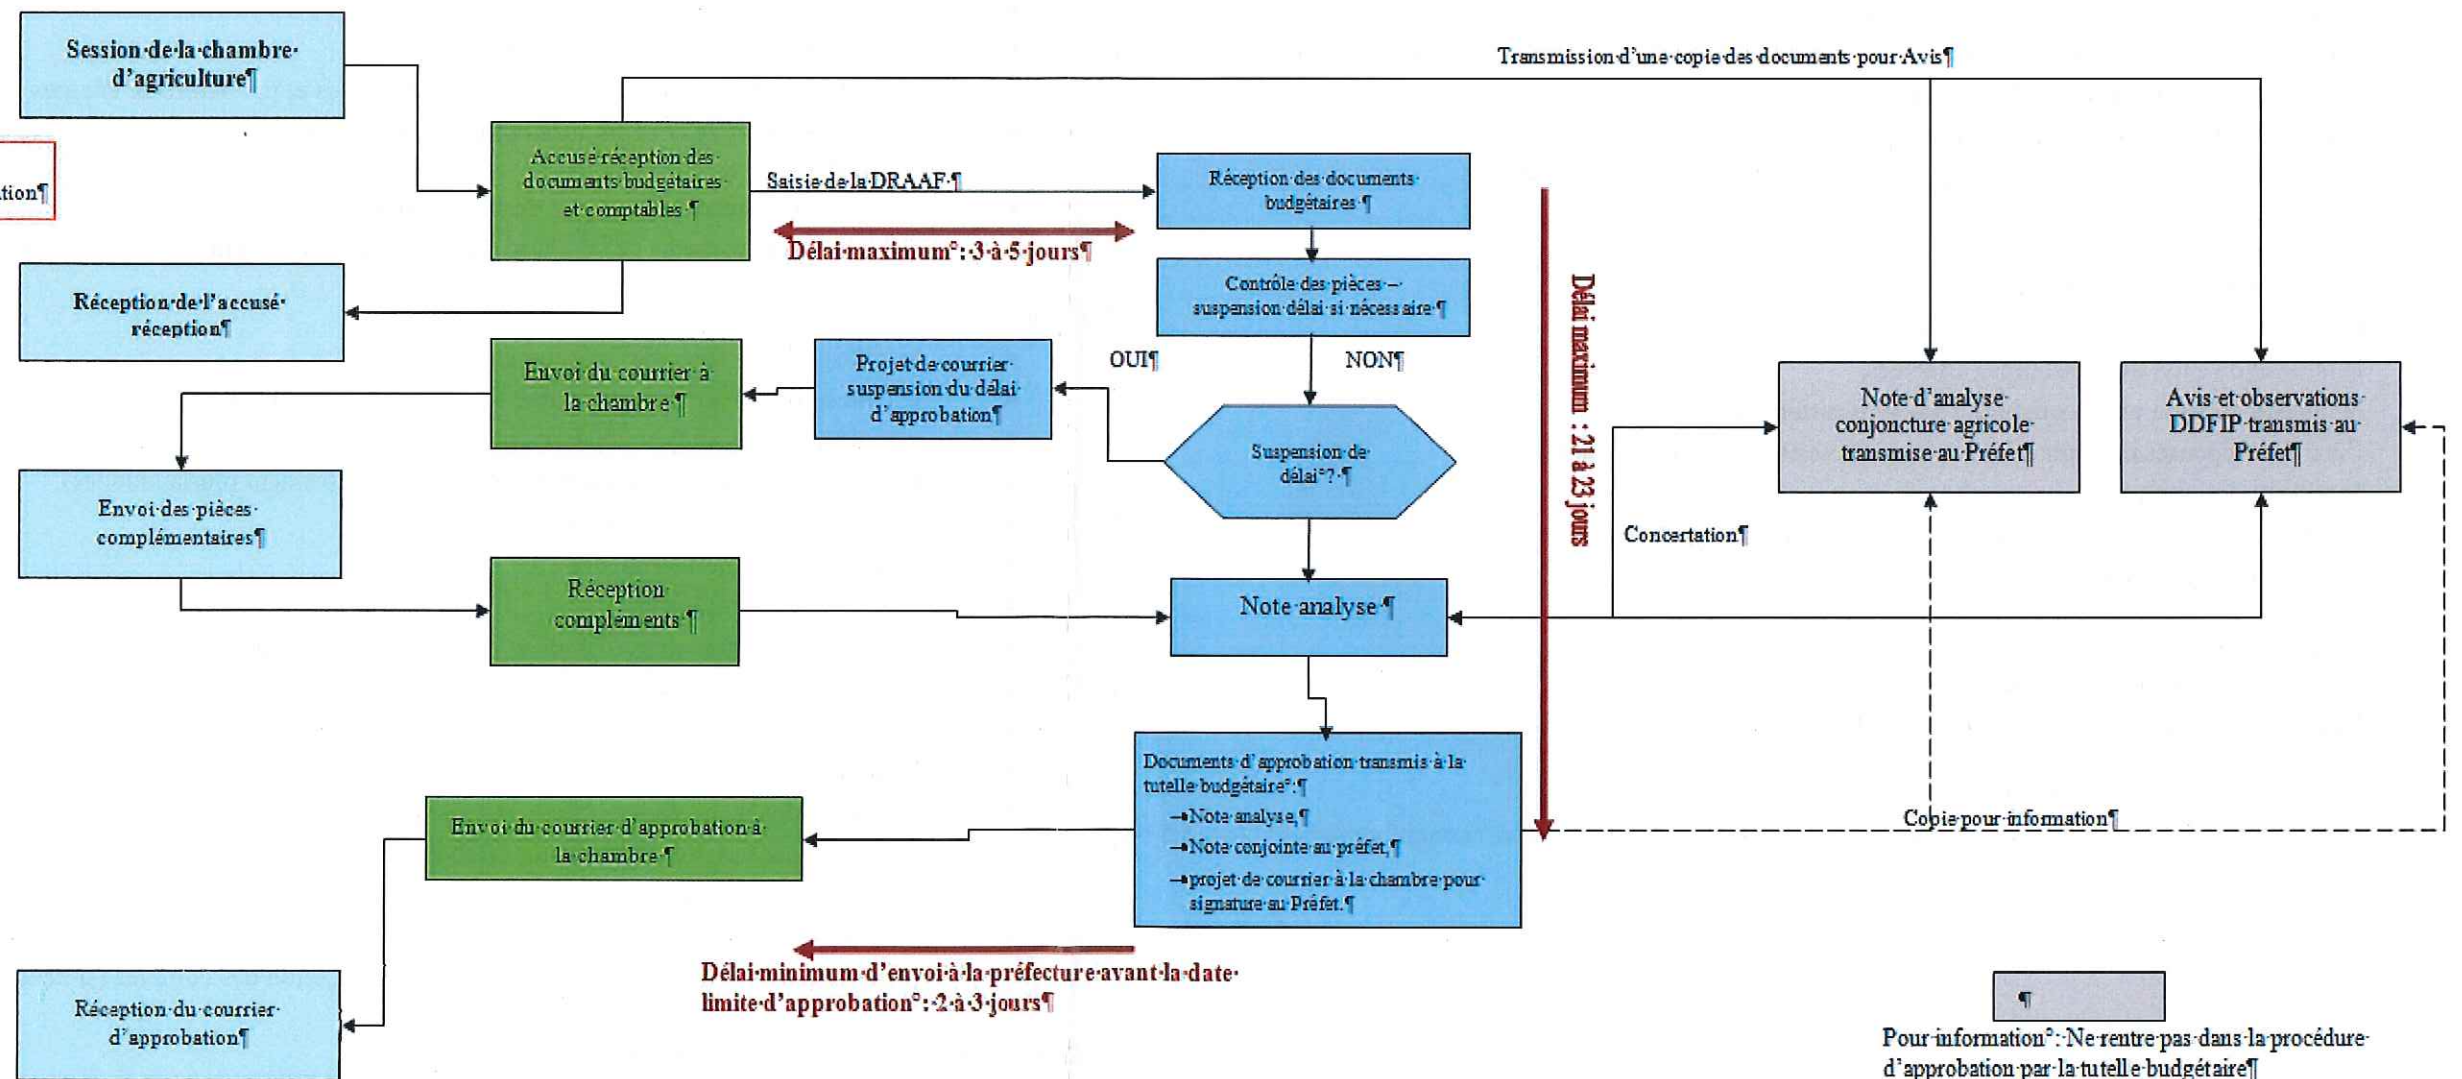 Session de la chambre
d'agriculture¶
Transmission d'une copie des documents pour Avis¶
tion¶
Accusé réception des
documents budgétaires
et comptables ¶
Saisie de la DRAAF ¶
Réception des documents
budgétaires ¶
Délai maximum° : 3 à 5 jours¶
Réception de l'accusé
réception¶
Contrôle des pièces –
suspension délai si nécessaire ¶
Délai maximum : 21 à 23 jours
Envoi du courrier à
la chambre ¶
Projet de courrier
suspension du délai
d'approbation¶
OUI¶
NON¶
Suspension de
délai°? ¶
Note d'analyse
conjoncture agricole
transmise au Préfet¶
Avis et observations
DDFIP transmis au
Préfet¶
Envoi des pièces
complémentaires¶
Concertation¶
Réception
compléments ¶
Note analyse ¶
Documents d'approbation transmis à la
tutelle budgétaire° :¶
→Note analyse,¶
→Note conjointe au préfet,¶
→projet de courrier à la chambre pour
signature au Préfet.¶
Copie pour information¶
Envoi du courrier d'approbation à
la chambre ¶
Délai minimum d'envoi à la préfecture avant la date
limite d'approbation° : 2 à 3 jours¶
Réception du courrier
d'approbation¶
¶
Pour information° : Ne rentre pas dans la procédure
d'approbation par la tutelle budgétaire¶